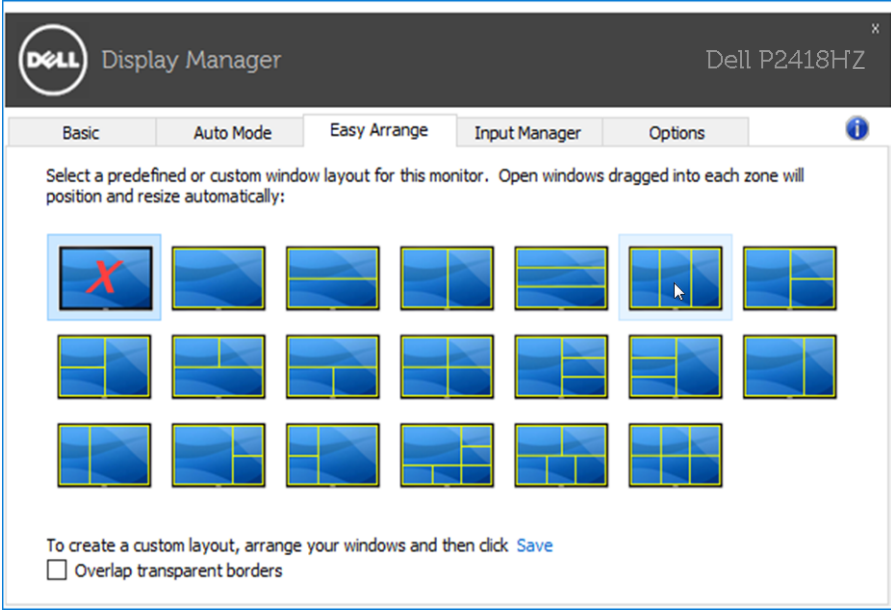 x
DELL Display Manager Dell P2418HZ
Basic Auto Mode Easy Arrange Input Manager Options i
Select a predefined or custom window layout for this monitor. Open windows dragged into each zone will
position and resize automatically:
X
To create a custom layout, arrange your windows and then click Save
Overlap transparent borders